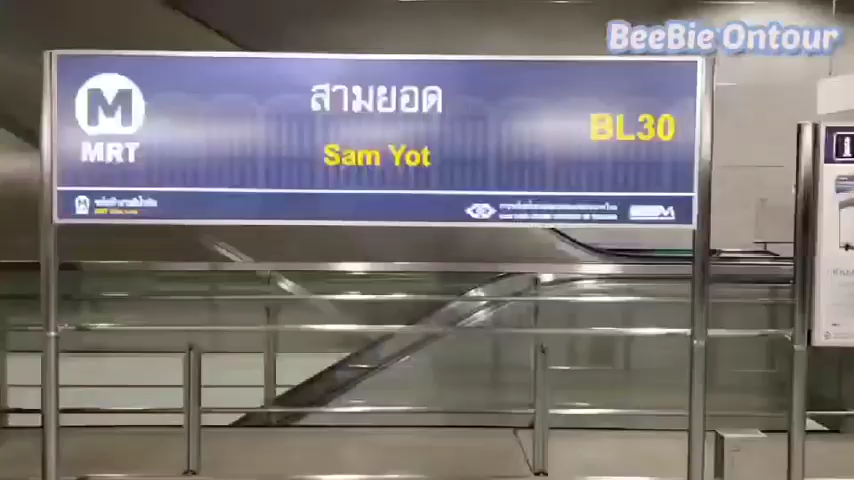 BeeBie Ontour
M
MRT
สามยอด
Sam Yot
BL30
i